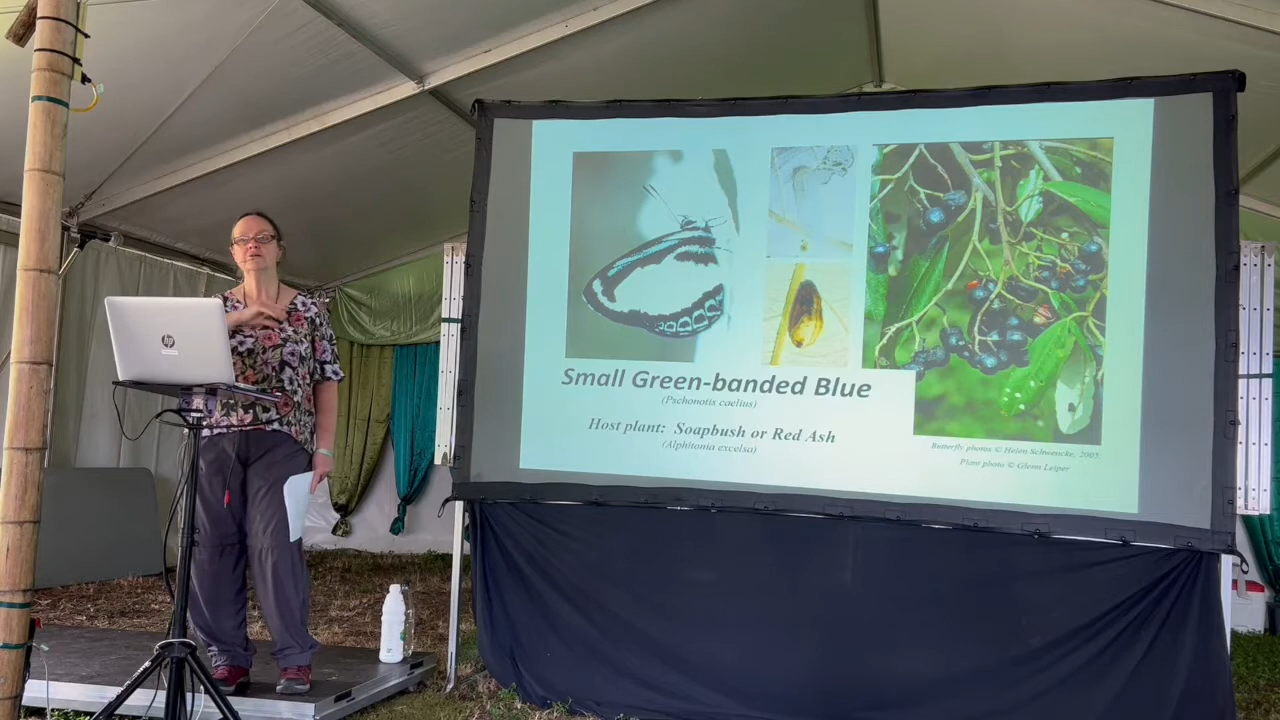 hp
Small Green-banded Blue
(Pschonotis caelius)
Host plant: Soapbush or Red Ash
(Alphitonia excelsa)
Butterfly photos © Helen Schwencke, 2005
Plant photo © Glenn Leiper